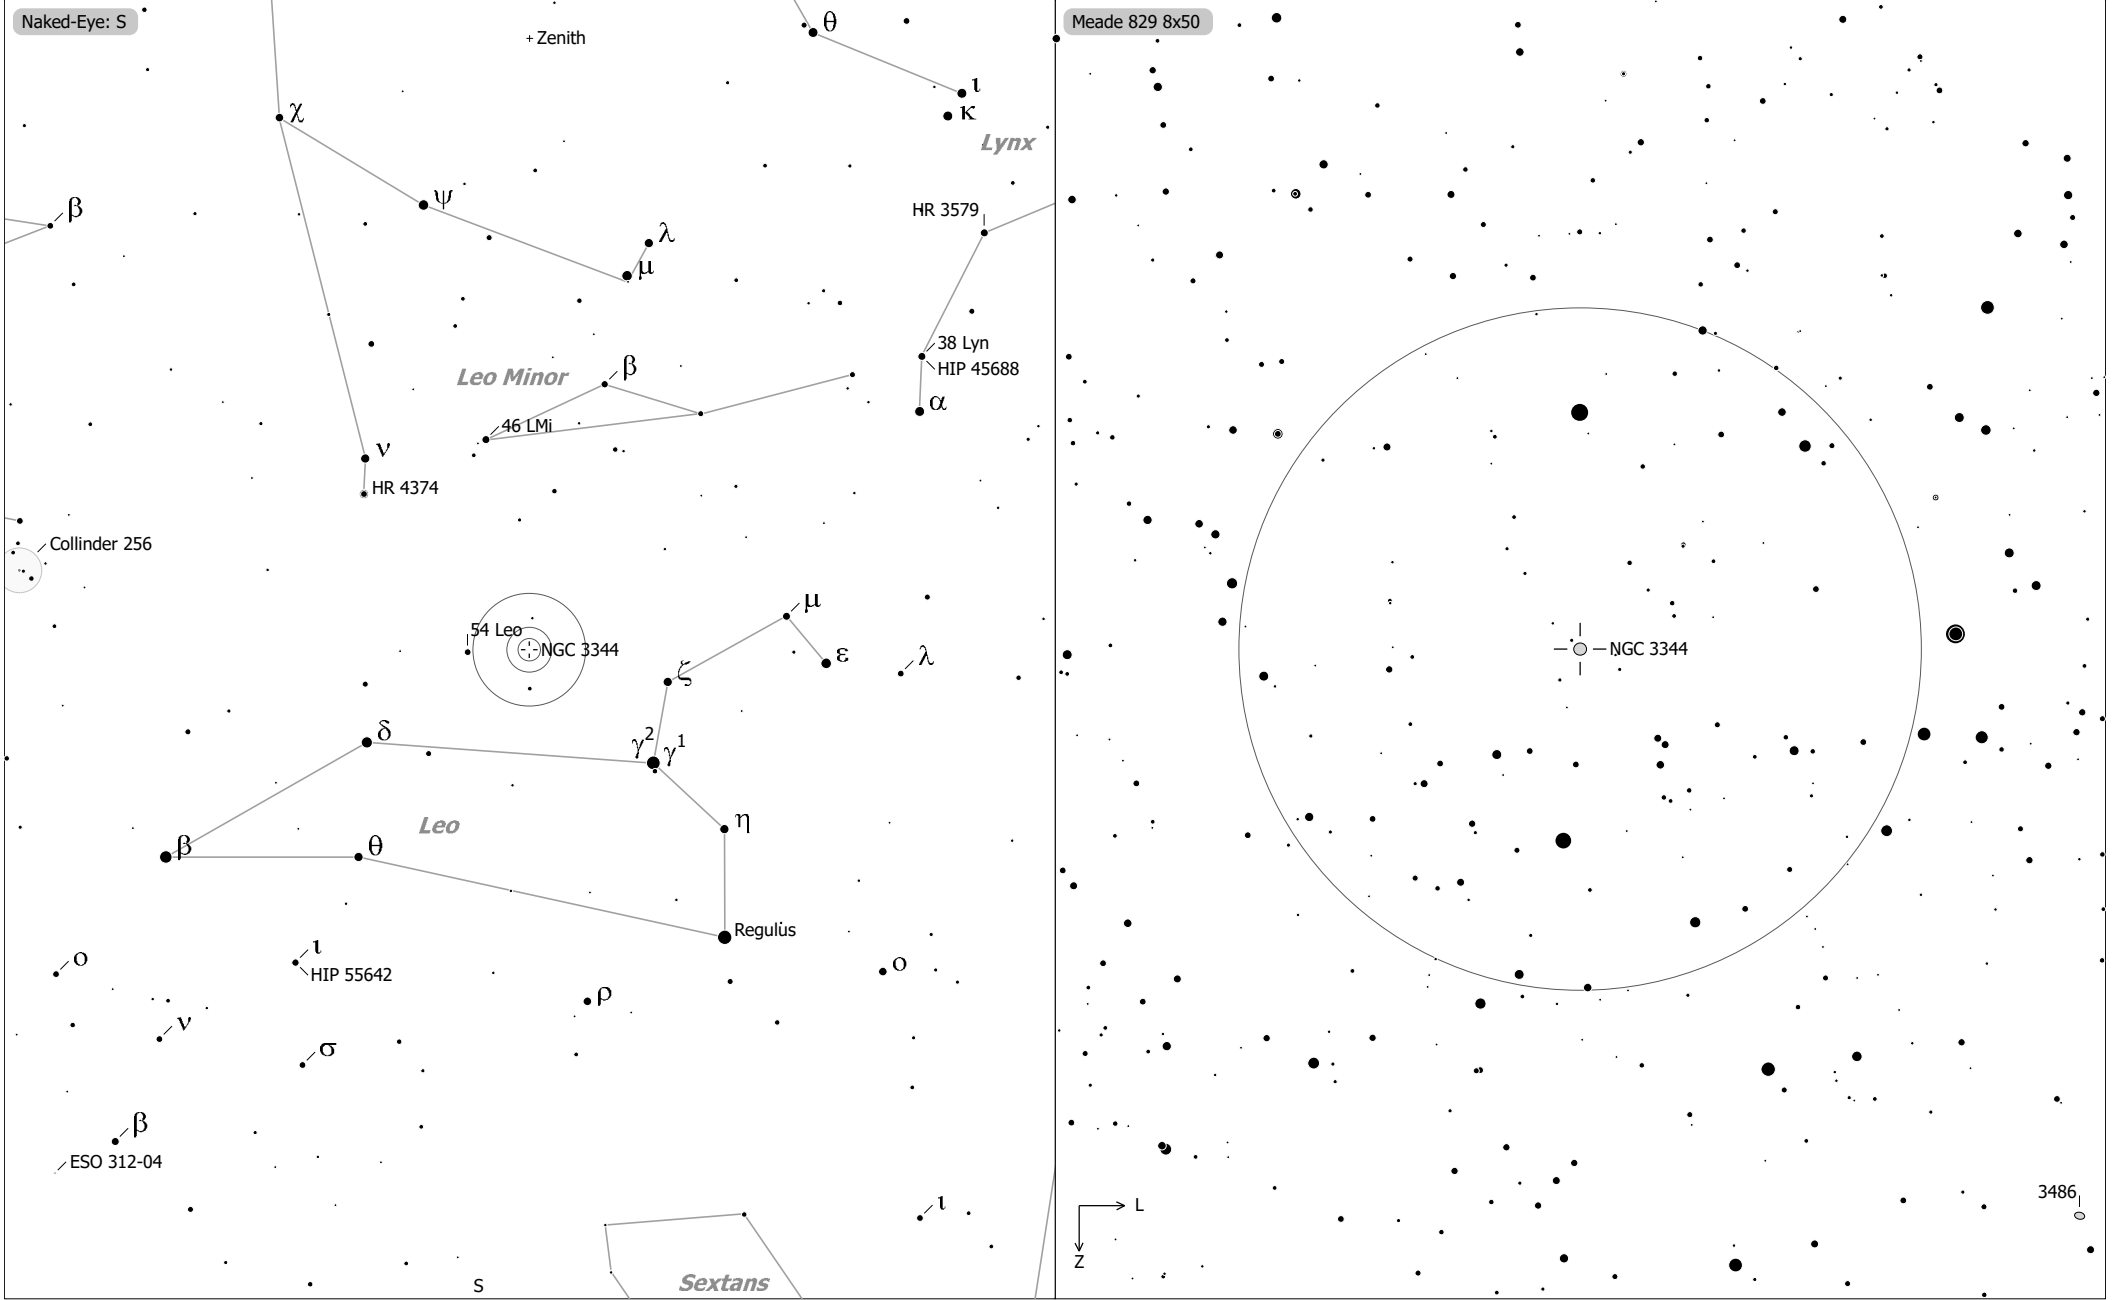 Naked-Eye: S
Zenith
θ
ι
κ
Lynx
χ
ψ
β
λ
μ
HR 3579
38 Lyn
HIP 45688
α
Leo Minor
β
46 LMi
ν
HR 4374
Collinder 256
54 Leo
NGC 3344
μ
ε
λ
ζ
δ
γ2
γ1
η
Leo
β
θ
Regulus
ο
ι
HIP 55642
ο
ρ
ν
σ
β
ESO 312-04
ι
S
Sextans
Meade 829 8x50
NGC 3344
3486
L
Z